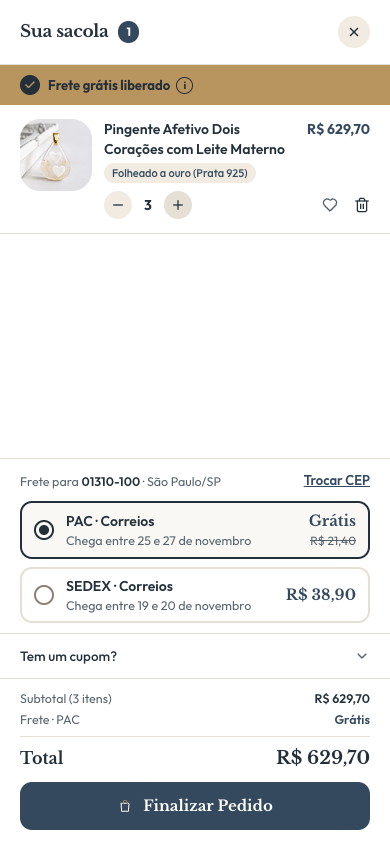 Sua sacola 1
Frete grátis liberado i
Pingente Afetivo Dois R$ 629,70
Corações com Leite Materno
Folheado a ouro (Prata 925)
3
Frete para 01310-100 · São Paulo/SP Trocar CEP
PAC · Correios Grátis
Chega entre 25 e 27 de novembro R$ 21,40
SEDEX · Correios R$ 38,90
Chega entre 19 e 20 de novembro
Tem um cupom?
Subtotal (3 itens) R$ 629,70
Frete · PAC Grátis
Total R$ 629,70
Finalizar Pedido